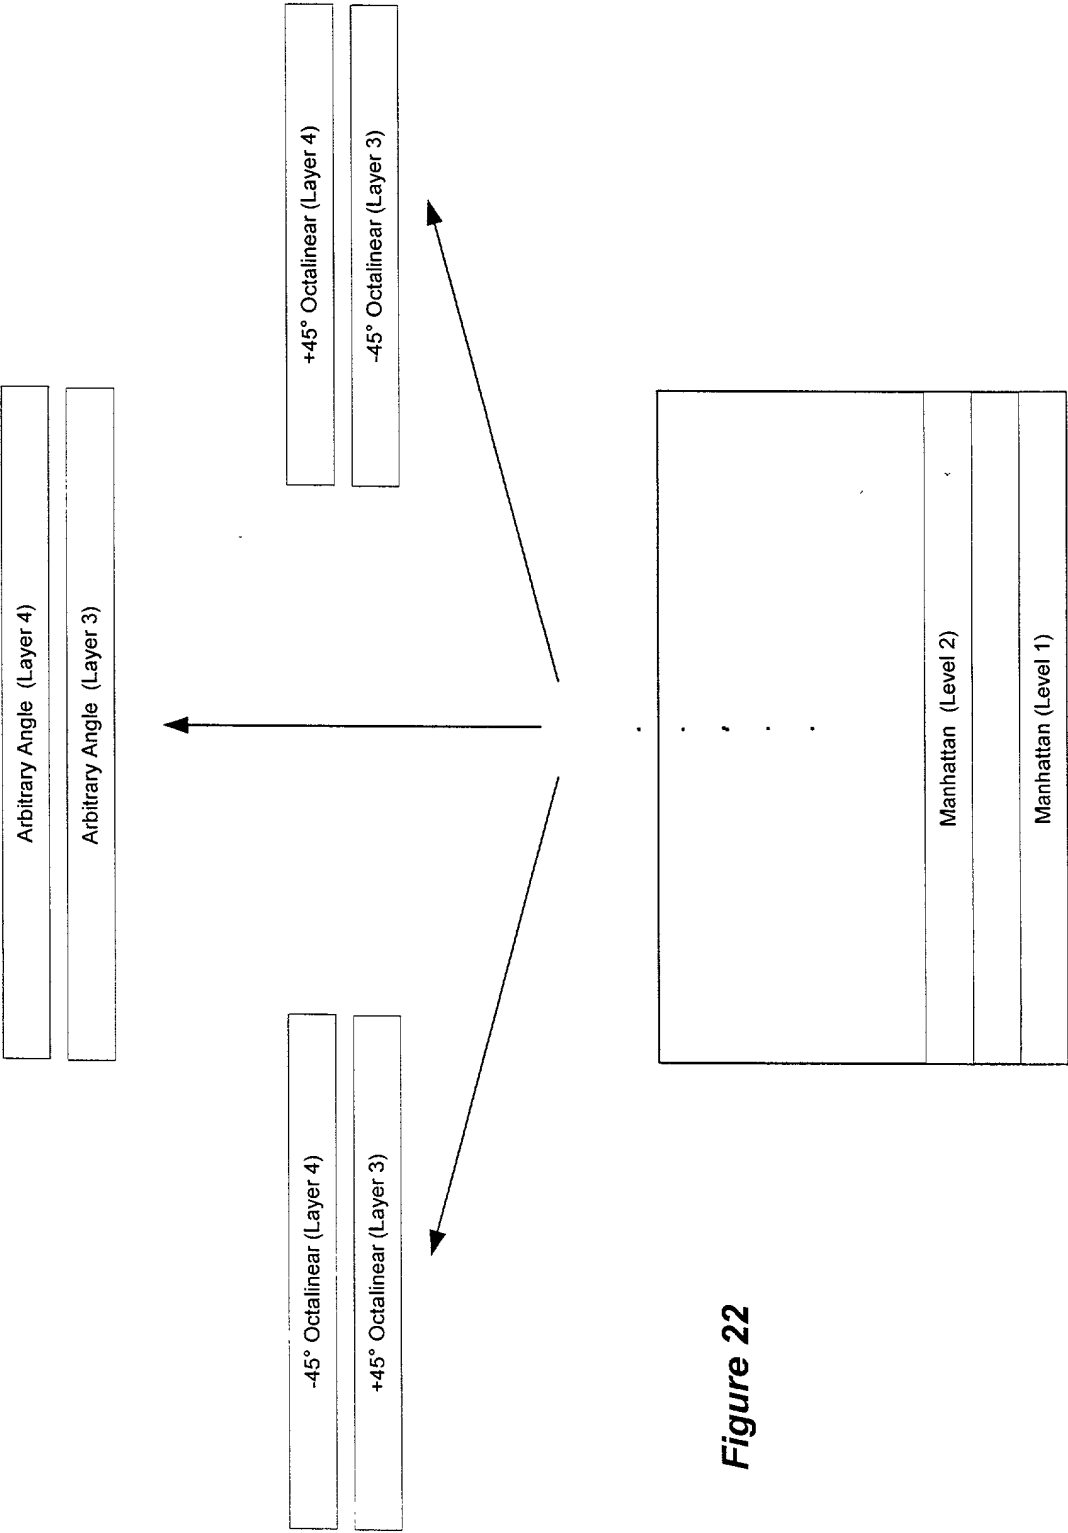 Arbitrary Angle (Layer 4)
Arbitrary Angle (Layer 3)
-45° Octalinear (Layer 4)
+45° Octalinear (Layer 3)
+45° Octalinear (Layer 4)
-45° Octalinear (Layer 3)
Manhattan (Level 2)
Manhattan (Level 1)
Figure 22